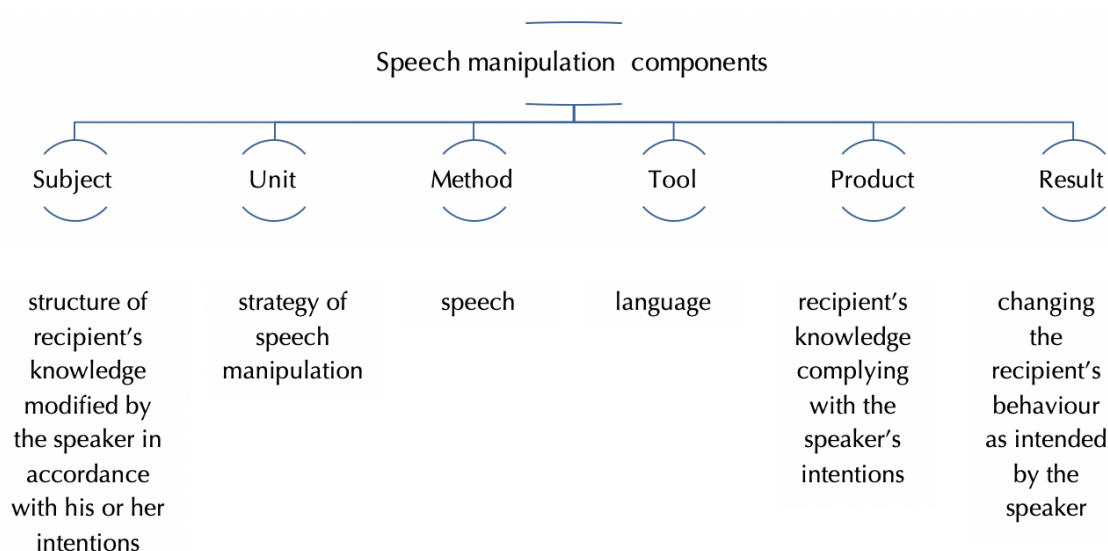 Speech manipulation components
Subject
Unit
Method
Tool
Product
Result
structure of
recipient’s
knowledge
modified by
the speaker in
accordance
with his or her
intentions
strategy of
speech
manipulation
speech
language
recipient’s
knowledge
complying
with the
speaker’s
intentions
changing
the
recipient’s
behaviour
as intended
by the
speaker